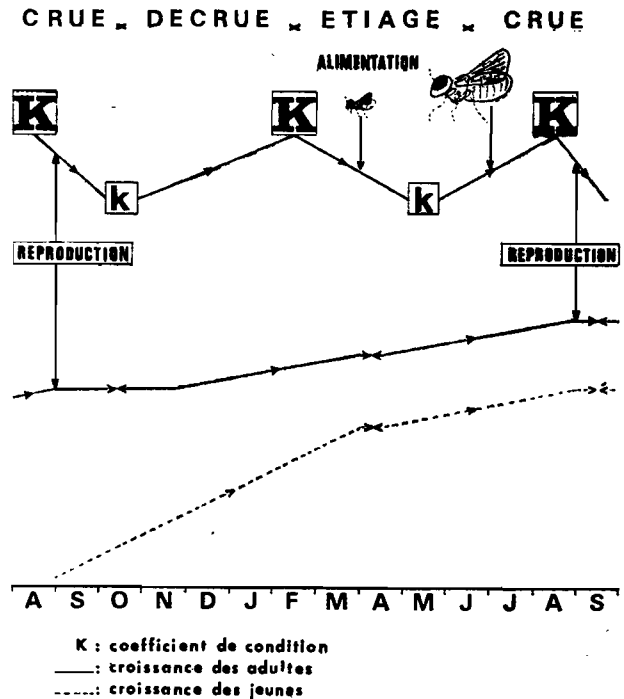 CRUE × DECRUE × ETIAGE × CRUE
ALIMENTATION
K K K
k k
REPRODUCTION REPRODUCTION
A S O N D J F M A M J J A S
K : coefficient de condition
——: croissance des adultes
-----: croissance des jeunes